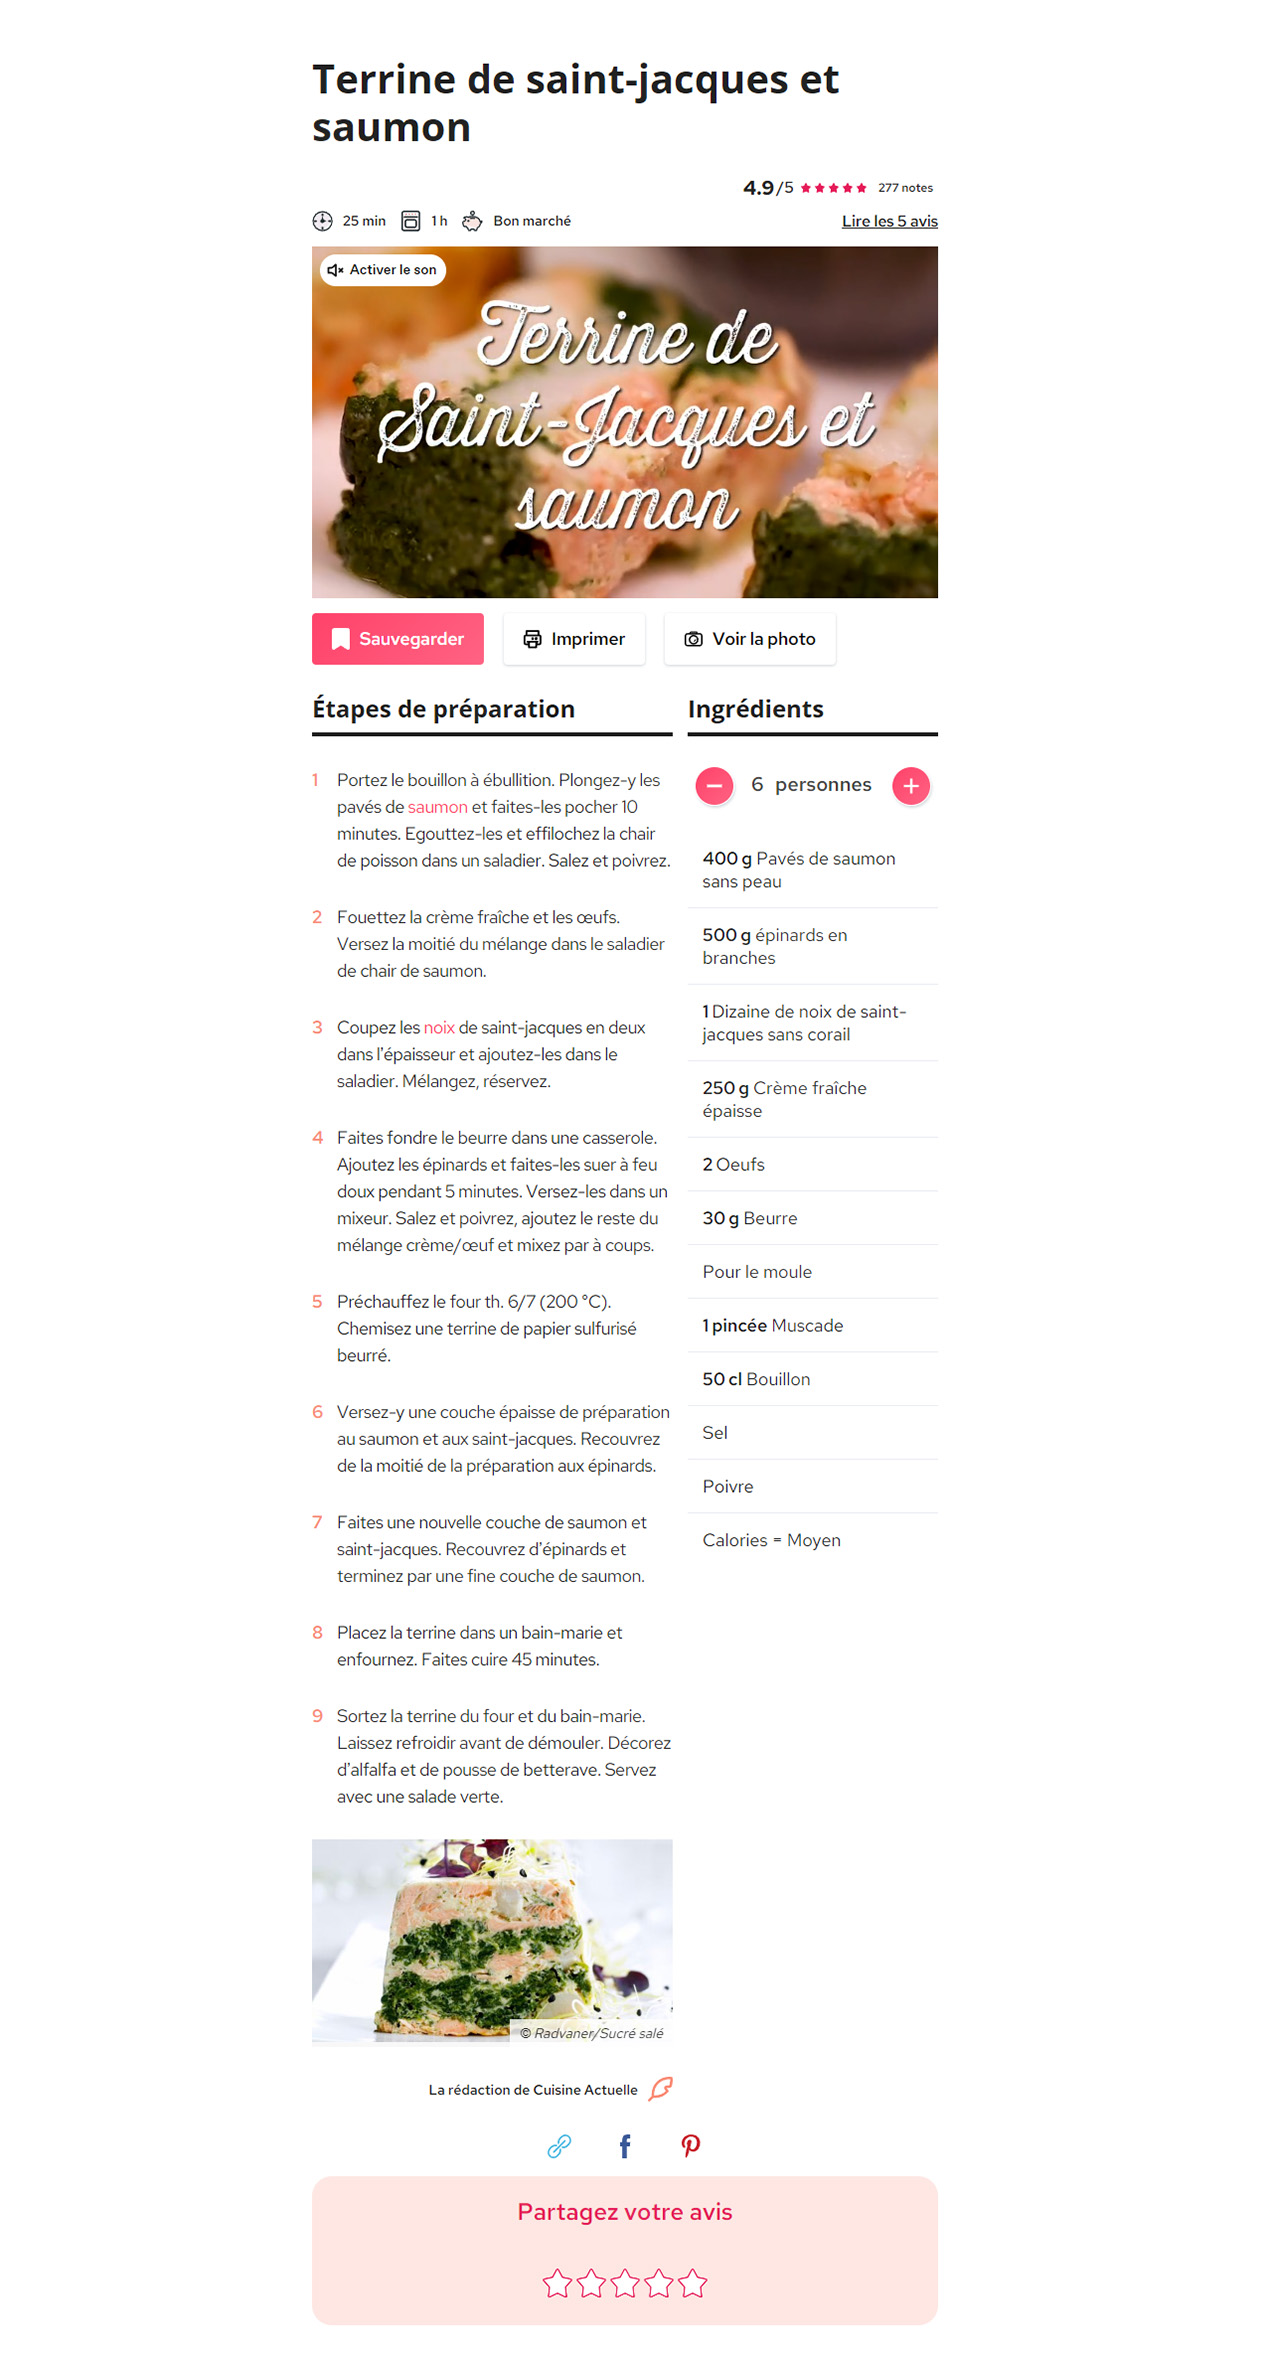 Terrine de saint-jacques et
saumon
4.9/5 277 notes
25 min 1 h Bon marché
Lire les 5 avis
Activer le son
Terrine de
Saint-Jacques et
saumon
Sauvegarder
Imprimer
Voir la photo
Étapes de préparation
1 Portez le bouillon à ébullition. Plongez-y les
pavés de saumon et faites-les pocher 10
minutes. Egouttez-les et effilochez la chair
de poisson dans un saladier. Salez et poivrez.
2 Fouettez la crème fraîche et les œufs.
Versez la moitié du mélange dans le saladier
de chair de saumon.
3 Coupez les noix de saint-jacques en deux
dans l'épaisseur et ajoutez-les dans le
saladier. Mélangez, réservez.
4 Faites fondre le beurre dans une casserole.
Ajoutez les épinards et faites-les suer à feu
doux pendant 5 minutes. Versez-les dans un
mixeur. Salez et poivrez, ajoutez le reste du
mélange crème/œuf et mixez par à coups.
5 Préchauffez le four th. 6/7 (200 °C).
Chemisez une terrine de papier sulfurisé
beurré.
6 Versez-y une couche épaisse de préparation
au saumon et aux saint-jacques. Recouvrez
de la moitié de la préparation aux épinards.
7 Faites une nouvelle couche de saumon et
saint-jacques. Recouvrez d'épinards et
terminez par une fine couche de saumon.
8 Placez la terrine dans un bain-marie et
enfournez. Faites cuire 45 minutes.
9 Sortez la terrine du four et du bain-marie.
Laissez refroidir avant de démouler. Décorez
d'alfalfa et de pousse de betterave. Servez
avec une salade verte.
© Radvaner/Sucré salé
La rédaction de Cuisine Actuelle
Ingrédients
6 personnes
400 g Pavés de saumon
sans peau
500 g épinards en
branches
1 Dizaine de noix de saint-
jacques sans corail
250 g Crème fraîche
épaisse
2 Oeufs
30 g Beurre
Pour le moule
1 pincée Muscade
50 cl Bouillon
Sel
Poivre
Calories = Moyen
Partagez votre avis